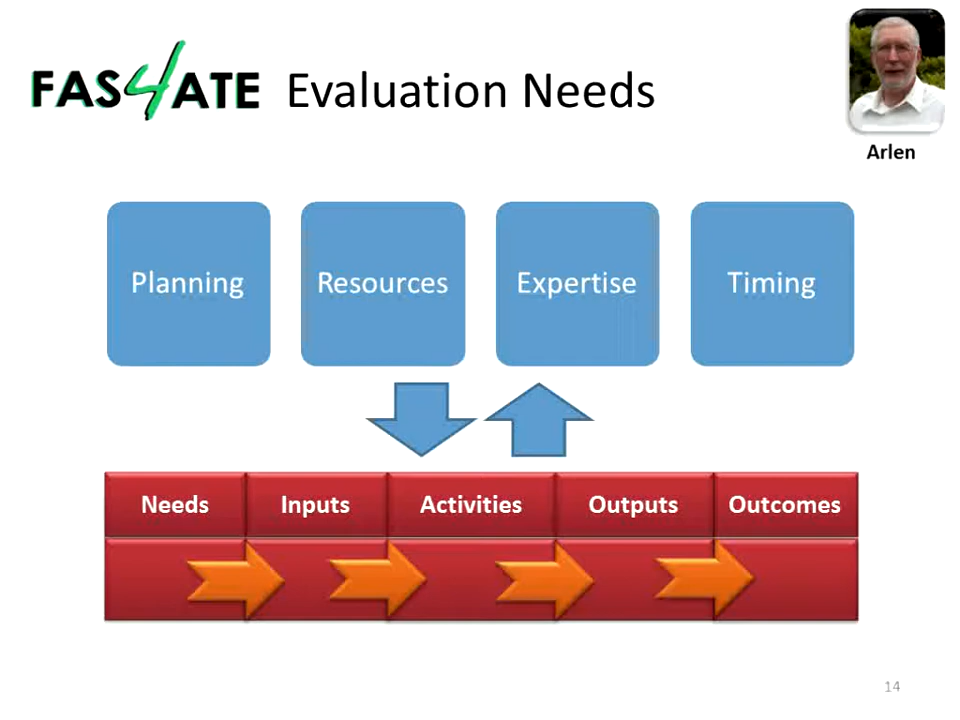 FAS4ATE Evaluation Needs
Arlen
Planning Resources Expertise Timing
Needs Inputs Activities Outputs Outcomes
14